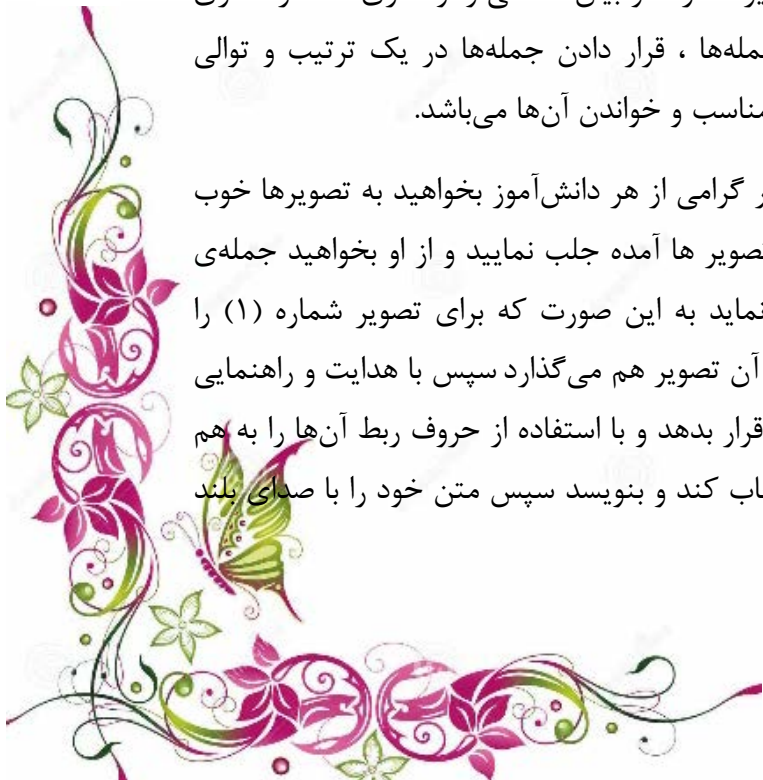 جمله‌ها ، قرار دادن جمله‌ها در یک ترتیب و توالی
مناسب و خواندن آن‌ها می‌باشد.
گرامی از هر دانش‌آموز بخواهید به تصویرها خوب
تصویر ها آمده جلب نمایید و از او بخواهید جمله‌ی
نماید به این صورت که برای تصویر شماره (۱) را
آن تصویر هم می‌گذارد سپس با هدایت و راهنمایی
قرار بدهد و با استفاده از حروف ربط آن‌ها را به هم
کند و بنویسد سپس متن خود را با صدای بلند